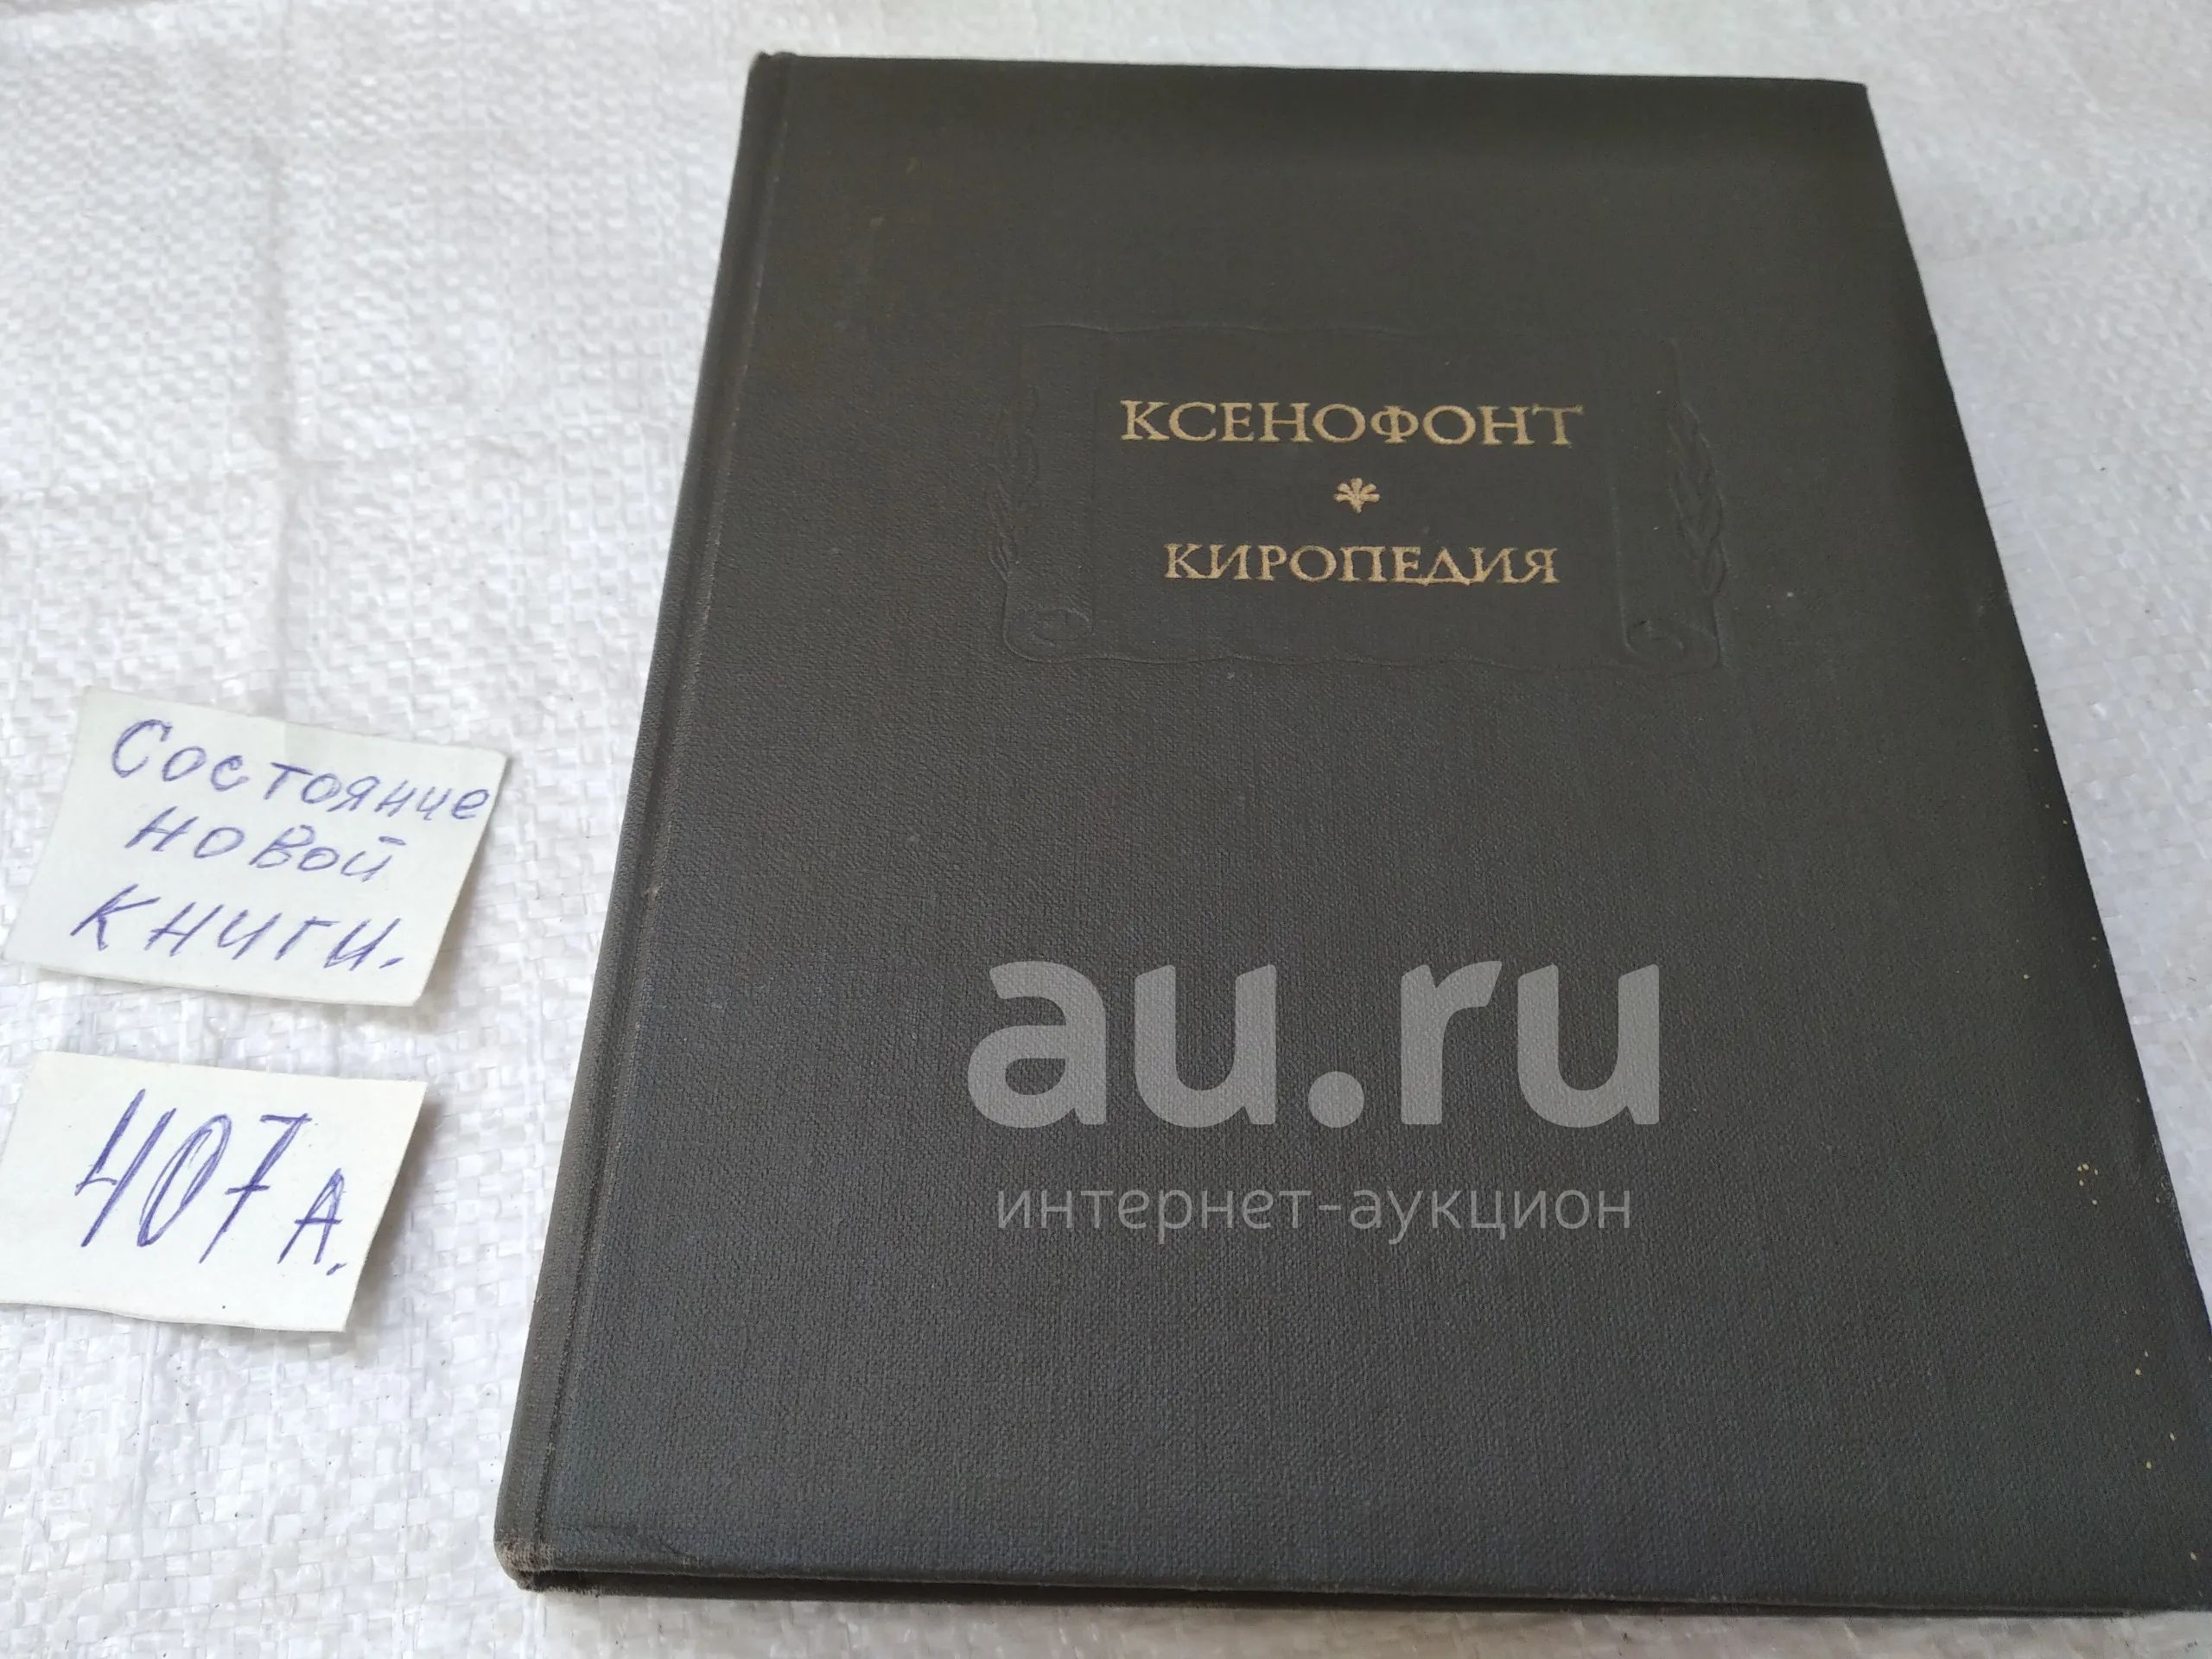 КСЕНОФОНТ
КИРОПЕДИЯ
Состояние
новой
книги.
407А.
au.ru
интернет-аукцион